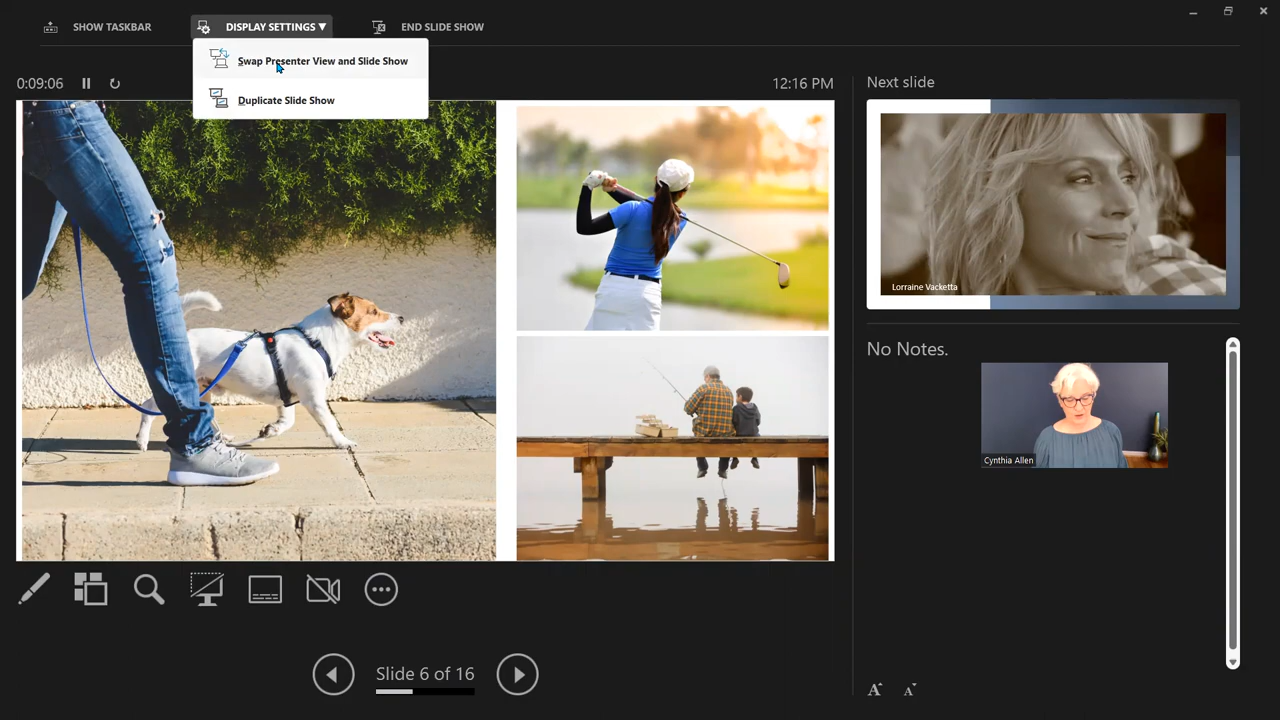 SHOW TASKBAR
DISPLAY SETTINGS ▼
END SLIDE SHOW
Swap Presenter View and Slide Show
Duplicate Slide Show
0:09:06
12:16 PM
Next slide
Lorraine Vacketta
No Notes.
Cynthia Allen
Slide 6 of 16
A A